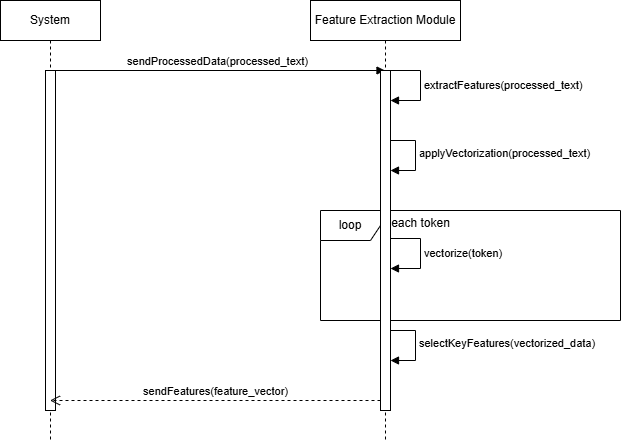 System
Feature Extraction Module
sendProcessedData(processed_text)
extractFeatures(processed_text)
applyVectorization(processed_text)
loop
each token
vectorize(token)
selectKeyFeatures(vectorized_data)
sendFeatures(feature_vector)